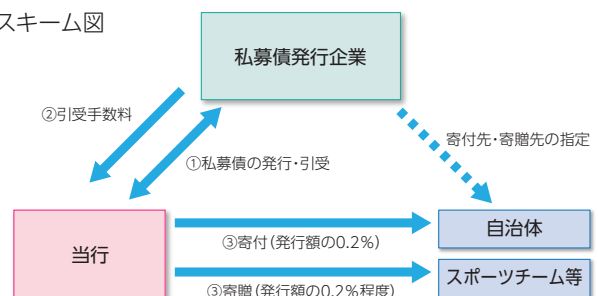 スキーム図
私募債発行企業
②引受手数料
寄付先・寄贈先の指定
①私募債の発行・引受
当行
③寄付(発行額の0.2%)
自治体
③寄贈(発行額の0.2%程度)
スポーツチーム等